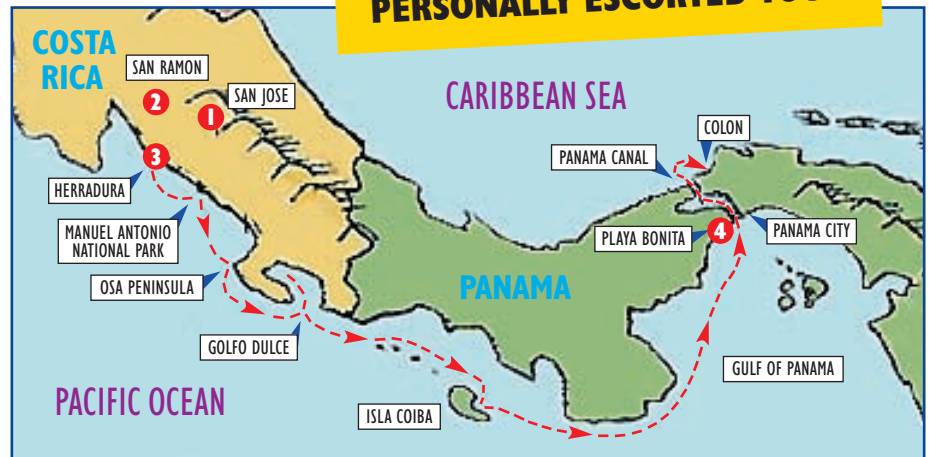 PERSONALLY ESCORTED
COSTA
RICA
SAN RAMON
2
SAN JOSE
1
3
CARIBBEAN SEA
COLON
PANAMA CANAL
HERRADURA
MANUEL ANTONIO
NATIONAL PARK
PLAYA BONITA
4
PANAMA CITY
OSA PENINSULA
PANAMA
GOLFO DULCE
GULF OF PANAMA
PACIFIC OCEAN
ISLA COIBA